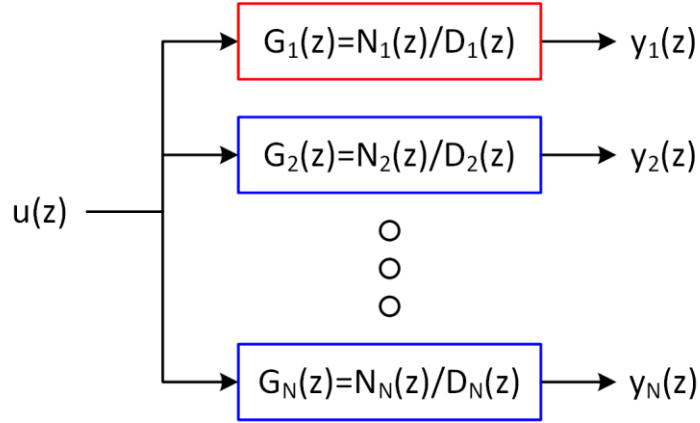 G₁(z)=N₁(z)/D₁(z) y₁(z)
G₂(z)=N₂(z)/D₂(z) y₂(z)
u(z)
G_N(z)=N_N(z)/D_N(z) y_N(z)